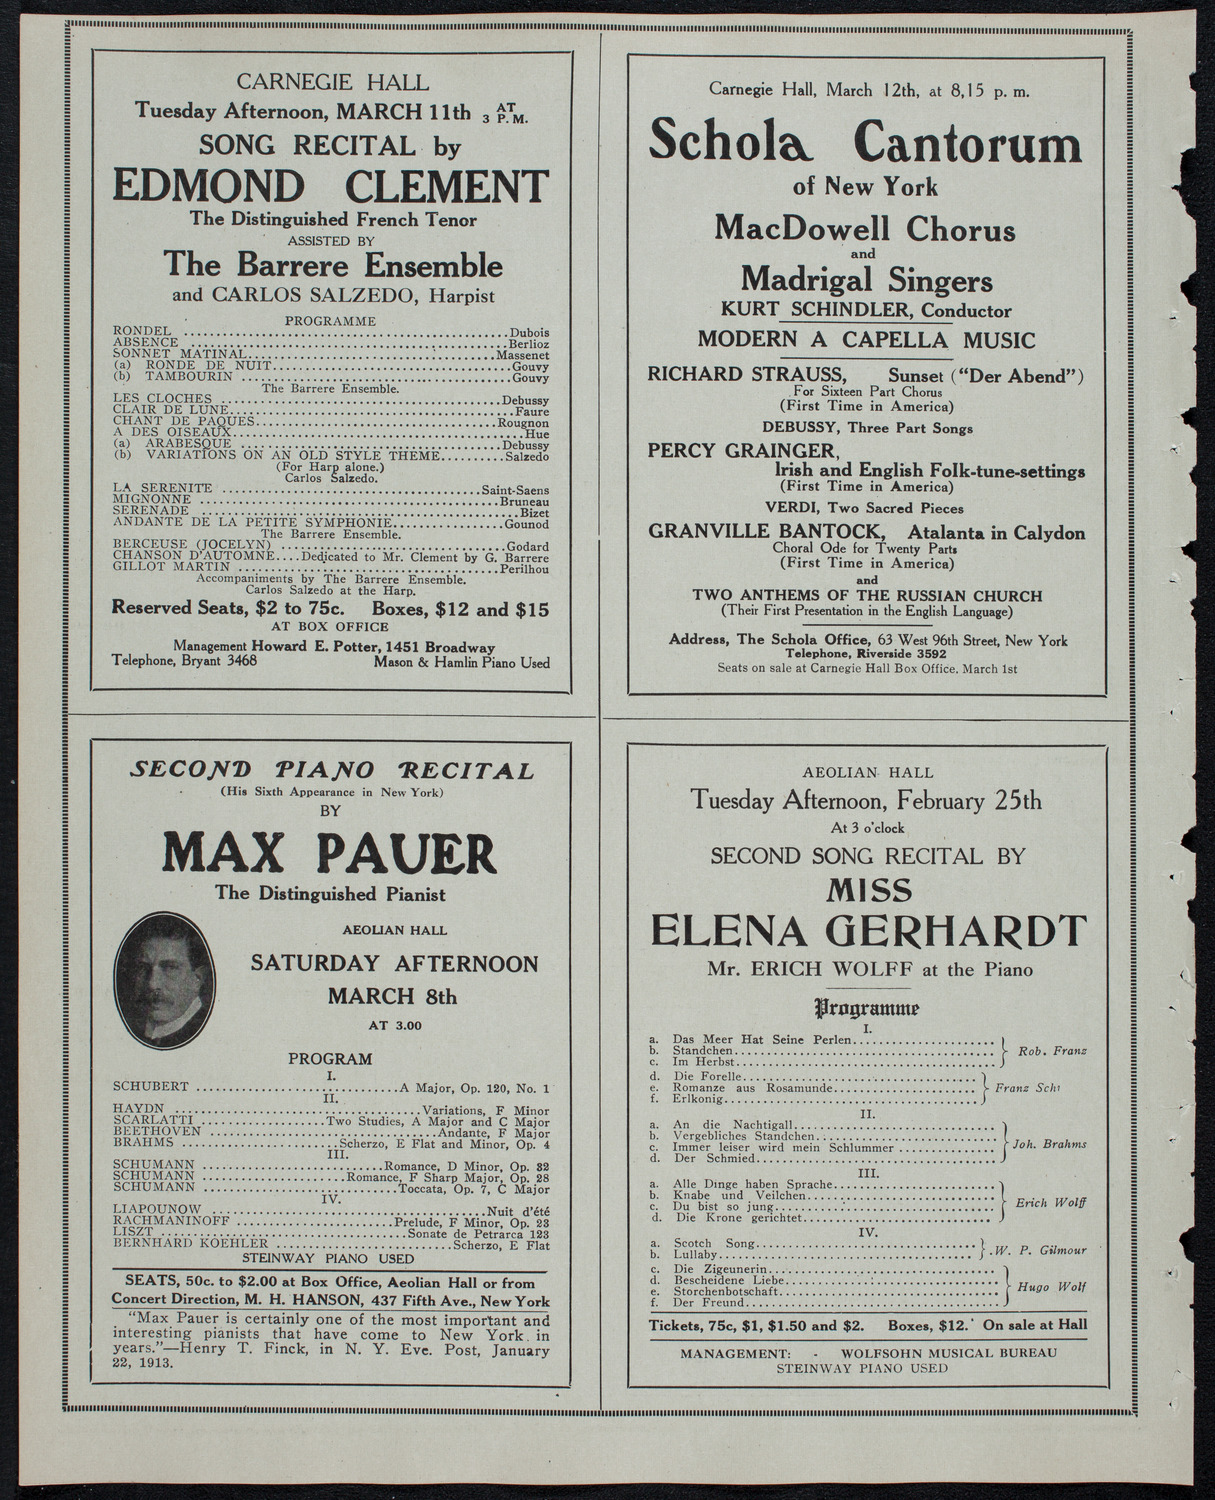 CARNEGIE HALL
Tuesday Afternoon, MARCH 11th 3 AT P. M.
SONG RECITAL by
EDMOND CLEMENT
The Distinguished French Tenor
ASSISTED BY
The Barrere Ensemble
and CARLOS SALZEDO, Harpist
PROGRAMME
RONDEL ........ Dubois
ABSENCE ........ Berlioz
SONNET MATINAL........ Massenet
(a) RONDE DE NUIT........ Gouvy
(b) TAMBOURIN ........ Gouvy
The Barrere Ensemble.
LES CLOCHES ........ Debussy
CLAIR DE LUNE........ Faure
CHANT DE PAQUES........ Rougnon
A DES OISEAUX........ Hue
(a) ARABESQUE ........ Debussy
(b) VARIATIONS ON AN OLD STYLE THEME........ Salzedo
(For Harp alone.)
Carlos Salzedo.
LA SERENITE ........ Saint-Saens
MIGNONNE ........ Bruneau
SERENADE ........ Bizet
ANDANTE DE LA PETITE SYMPHONIE........ Gounod
The Barrere Ensemble.
BERCEUSE (JOCELYN) ........ Godard
CHANSON D'AUTOMNE....Dedicated to Mr. Clement by G. Barrere
GILLOT MARTIN ........ Perilhou
Accompaniments by The Barrere Ensemble.
Carlos Salzedo at the Harp.
Reserved Seats, $2 to 75c. Boxes, $12 and $15
AT BOX OFFICE
Management Howard E. Potter, 1451 Broadway
Telephone, Bryant 3468 Mason & Hamlin Piano Used
Carnegie Hall, March 12th, at 8,15 p. m.
Schola Cantorum
of New York
MacDowell Chorus
and
Madrigal Singers
KURT SCHINDLER, Conductor
MODERN A CAPELLA MUSIC
RICHARD STRAUSS, Sunset ("Der Abend")
For Sixteen Part Chorus
(First Time in America)
DEBUSSY, Three Part Songs
PERCY GRAINGER,
Irish and English Folk-tune-settings
(First Time in America)
VERDI, Two Sacred Pieces
GRANVILLE BANTOCK, Atalanta in Calydon
Choral Ode for Twenty Parts
(First Time in America)
and
TWO ANTHEMS OF THE RUSSIAN CHURCH
(Their First Presentation in the English Language)
Address, The Schola Office, 63 West 96th Street, New York
Telephone, Riverside 3592
Seats on sale at Carnegie Hall Box Office. March 1st
SECOND PIANO RECITAL
(His Sixth Appearance in New York)
BY
MAX PAUER
The Distinguished Pianist
AEOLIAN HALL
SATURDAY AFTERNOON
MARCH 8th
AT 3.00
PROGRAM
I.
SCHUBERT ........ A Major, Op. 120, No. 1
II.
HAYDN ........ Variations, F Minor
SCARLATTI ........ Two Studies, A Major and C Major
BEETHOVEN ........ Andante, F Major
BRAHMS ........ Scherzo, E Flat and Minor, Op. 4
III.
SCHUMANN ........ Romance, D Minor, Op. 32
SCHUMANN ........ Romance, F Sharp Major, Op. 28
SCHUMANN ........ Toccata, Op. 7, C Major
IV.
LIAPOUNOW ........ Nuit d'été
RACHMANINOFF ........ Prelude, F Minor, Op. 23
LISZT ........ Sonate de Petrarca 123
BERNHARD KOEHLER ........ Scherzo, E Flat
STEINWAY PIANO USED
SEATS, 50c. to $2.00 at Box Office, Aeolian Hall or from
Concert Direction, M. H. HANSON, 437 Fifth Ave., New York
"Max Pauer is certainly one of the most important and
interesting pianists that have come to New York in
years."—Henry T. Finck, in N. Y. Eve. Post, January
22, 1913.
AEOLIAN HALL
Tuesday Afternoon, February 25th
At 3 o'clock
SECOND SONG RECITAL BY
MISS
ELENA GERHARDT
Mr. ERICH WOLFF at the Piano
Programme
I.
a. Das Meer Hat Seine Perlen........
b. Standchen........ Rob. Franz
c. Im Herbst........
d. Die Forelle........
e. Romanze aus Rosamunde........ Franz Sch
f. Erlkonig........
II.
a. An die Nachtigall........
b. Vergebliches Standchen........
c. Immer leiser wird mein Schlummer ........ Joh. Brahms
d. Der Schmied........
III.
a. Alle Dinge haben Sprache........
b. Knabe und Veilchen........ Erich Wolff
c. Du bist so jung........
d. Die Krone gerichtet........
IV.
a. Scotch Song........
b. Lullaby........ W. P. Gilmour
c. Die Zigeunerin........
d. Bescheidene Liebe........ Hugo Wolf
e. Storchenbotschaft........
f. Der Freund........
Tickets, 75c, $1, $1.50 and $2. Boxes, $12. On sale at Hall
MANAGEMENT: - WOLFSOHN MUSICAL BUREAU
STEINWAY PIANO USED